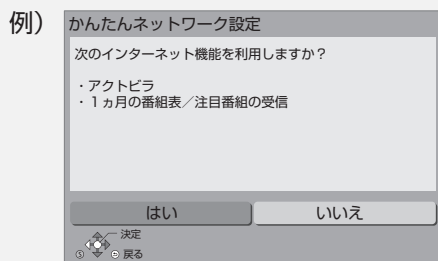 例）
かんたんネットワーク設定
次のインターネット機能を利用しますか？
・アクトビラ
・1ヵ月の番組表／注目番組の受信
はい　いいえ
決定
S 戻る